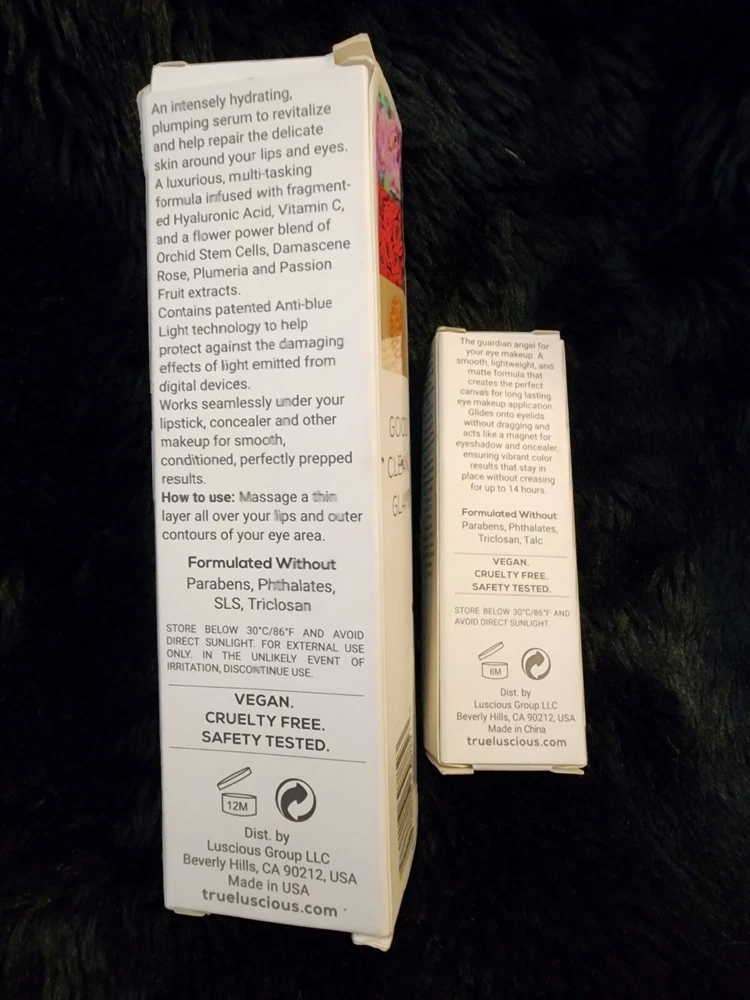 An intensely hydrating,
plumping serum to revitalize
and help repair the delicate
skin around your lips and eyes.
A luxurious, multi-tasking
formula infused with fragment-
ed Hyaluronic Acid, Vitamin C,
and a flower power blend of
Orchid Stem Cells, Damascene
Rose, Plumeria and Passion
Fruit extracts.
Contains patented Anti-blue
Light technology to help
protect against the damaging
effects of light emitted from
digital devices.
Works seamlessly under your
lipstick, concealer and other
makeup for smooth,
conditioned, perfectly prepped
results.
How to use: Massage a thin
layer all over your lips and outer
contours of your eye area.
Formulated Without
Parabens, Phthalates,
SLS, Triclosan
STORE BELOW 30°C/86°F AND AVOID
DIRECT SUNLIGHT. FOR EXTERNAL USE
ONLY. IN THE UNLIKELY EVENT OF
IRRITATION, DISCONTINUE USE.
VEGAN.
CRUELTY FREE.
SAFETY TESTED.
12M
Dist. by
Luscious Group LLC
Beverly Hills, CA 90212, USA
Made in USA
trueluscious.com
The guardian angel for
your eye makeup. A
smooth, lightweight, and
matte formula that
creates the perfect
canvas for long lasting
eye makeup application.
Glides onto eyelids
without dragging and
acts like a magnet for
eyeshadow and oncealer,
ensuring vibrant color
results that stay in
place without creasing
for up to 14 hours.
Formulated Without
Parabens, Phthalates,
Triclosan, Talc
VEGAN.
CRUELTY FREE.
SAFETY TESTED.
STORE BELOW 30°C/86°F AND
AVOID DIRECT SUNLIGHT.
6M
Dist. by
Luscious Group LLC
Beverly Hills, CA 90212, USA
Made in China
trueluscious.com